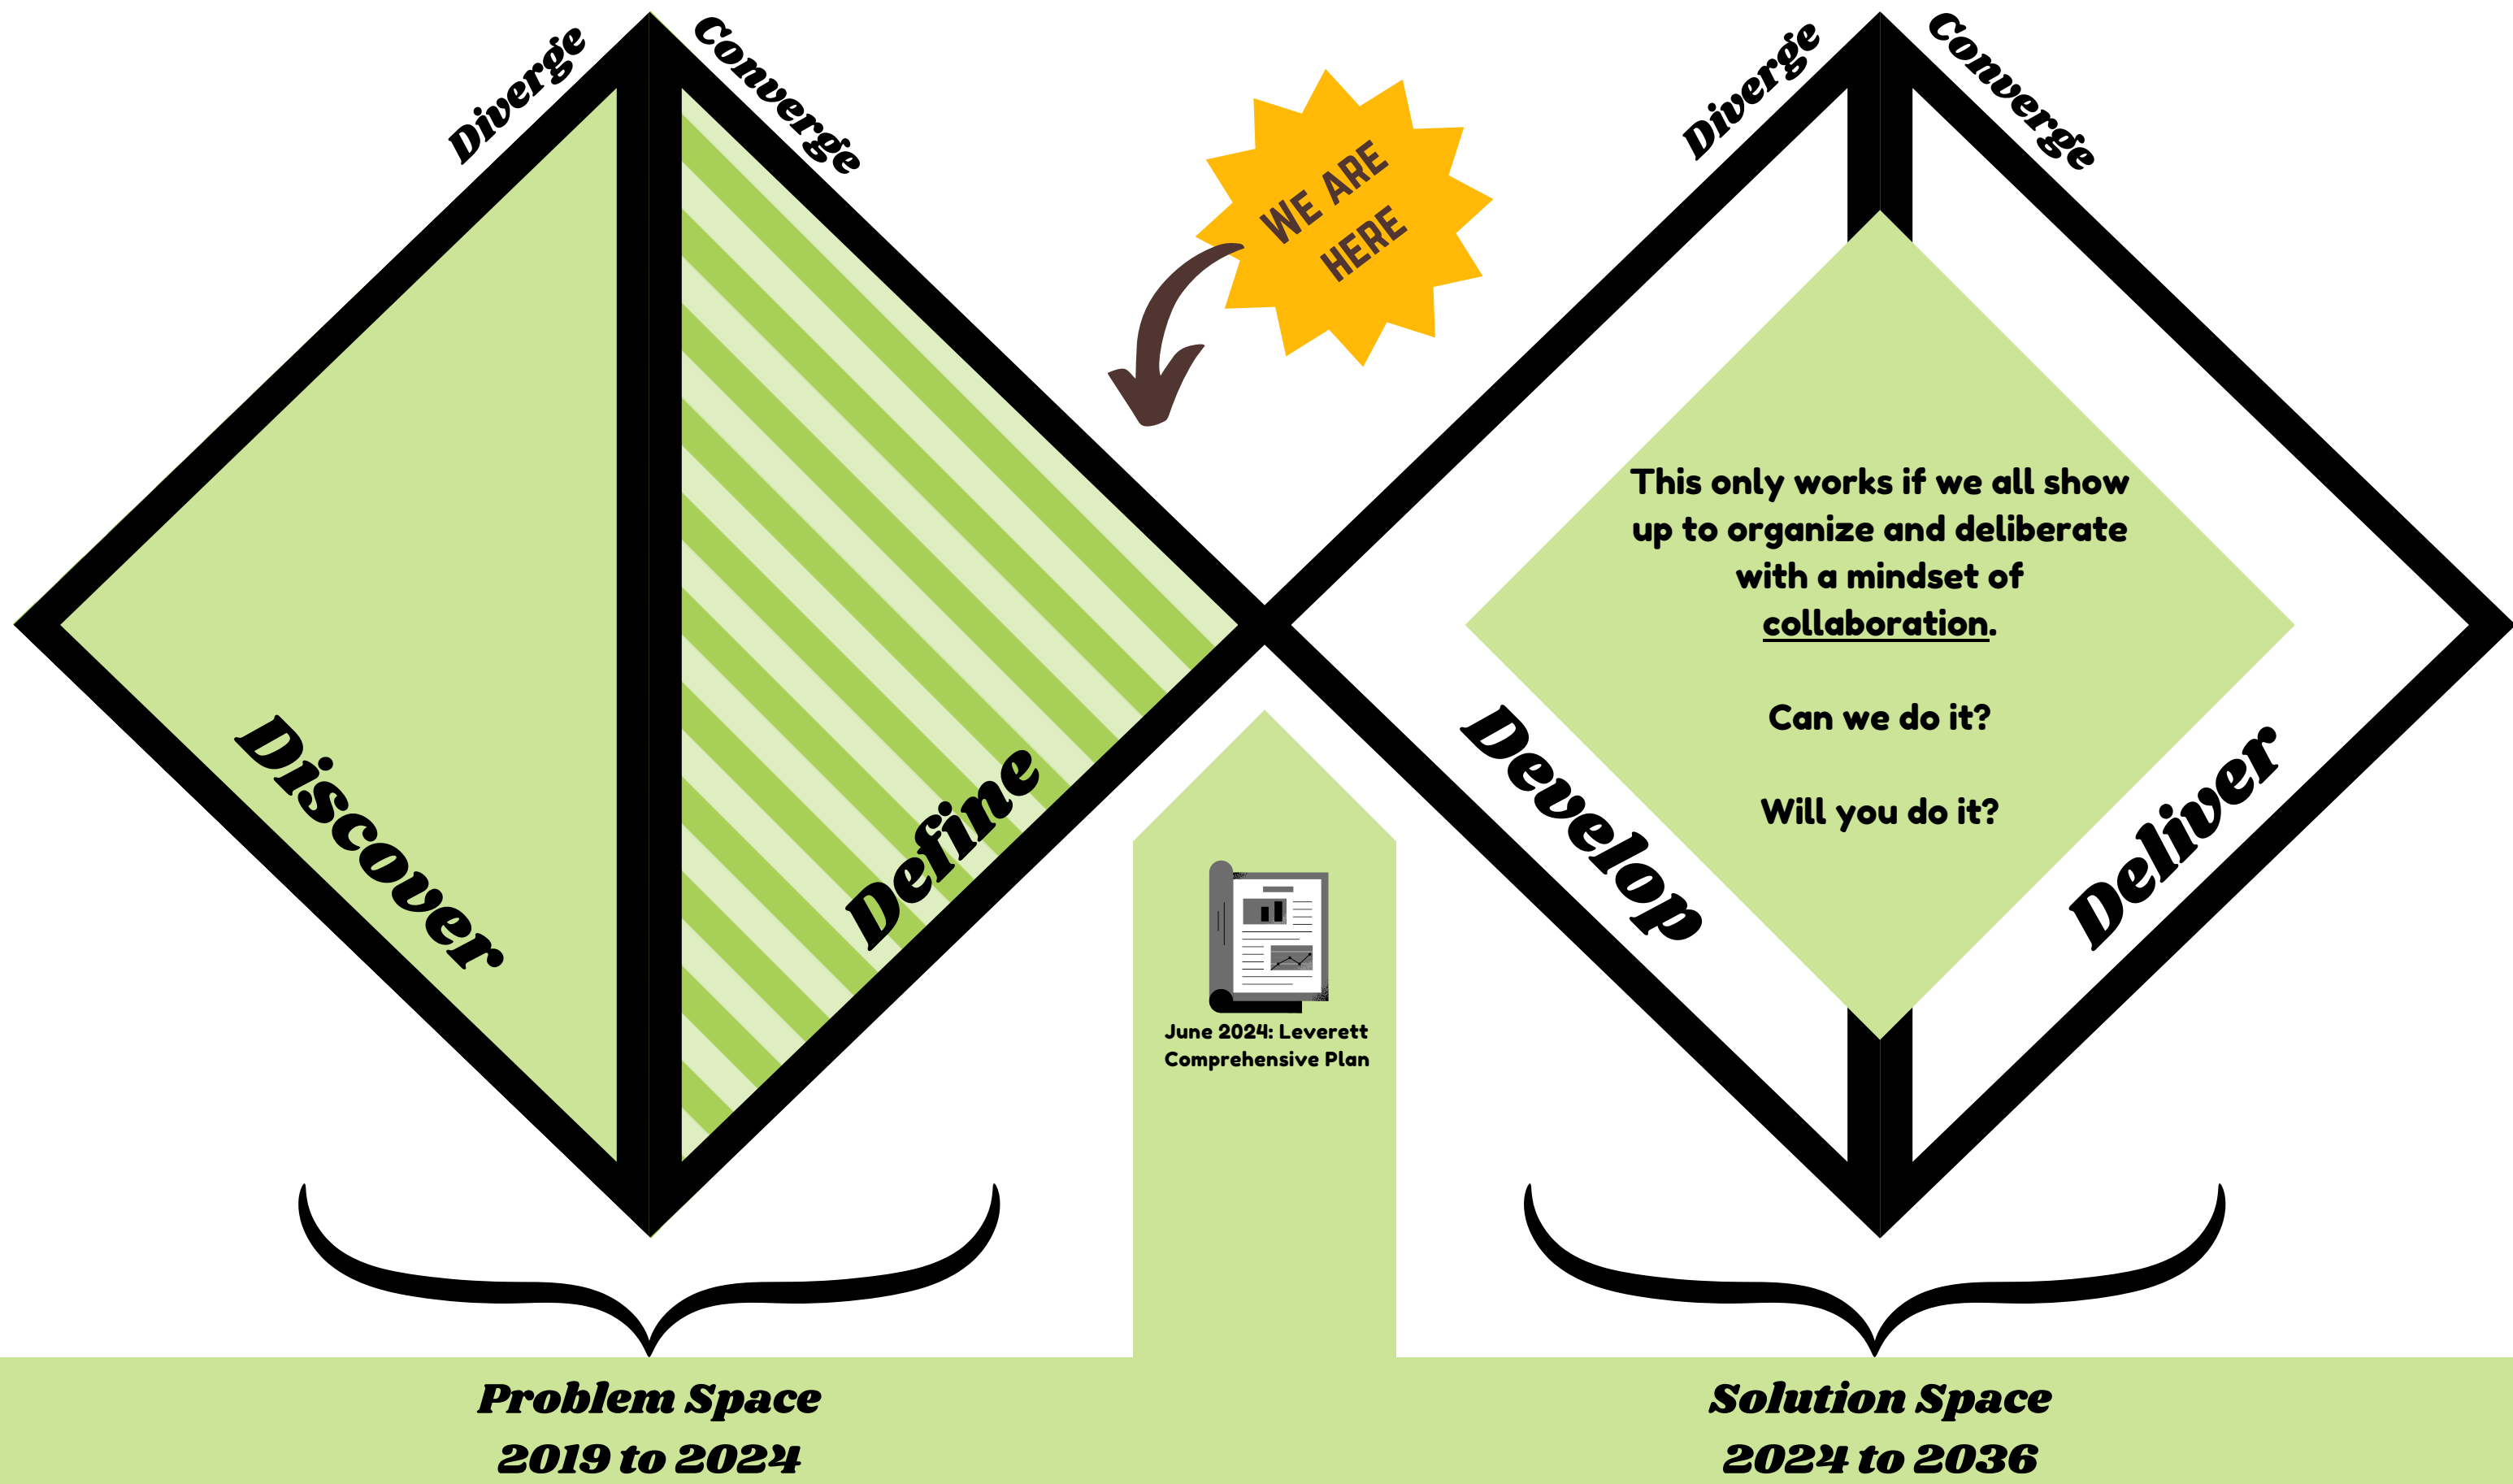 Diverge
Converge
WE ARE
HERE
Diverge
Converge
This only works if we all show
up to organize and deliberate
with a mindset of
collaboration.
Can we do it?
Will you do it?
Discover
Define
Develop
Deliver
June 2024: Leverett
Comprehensive Plan
Problem Space
2019 to 2024
Solution Space
2024 to 2036